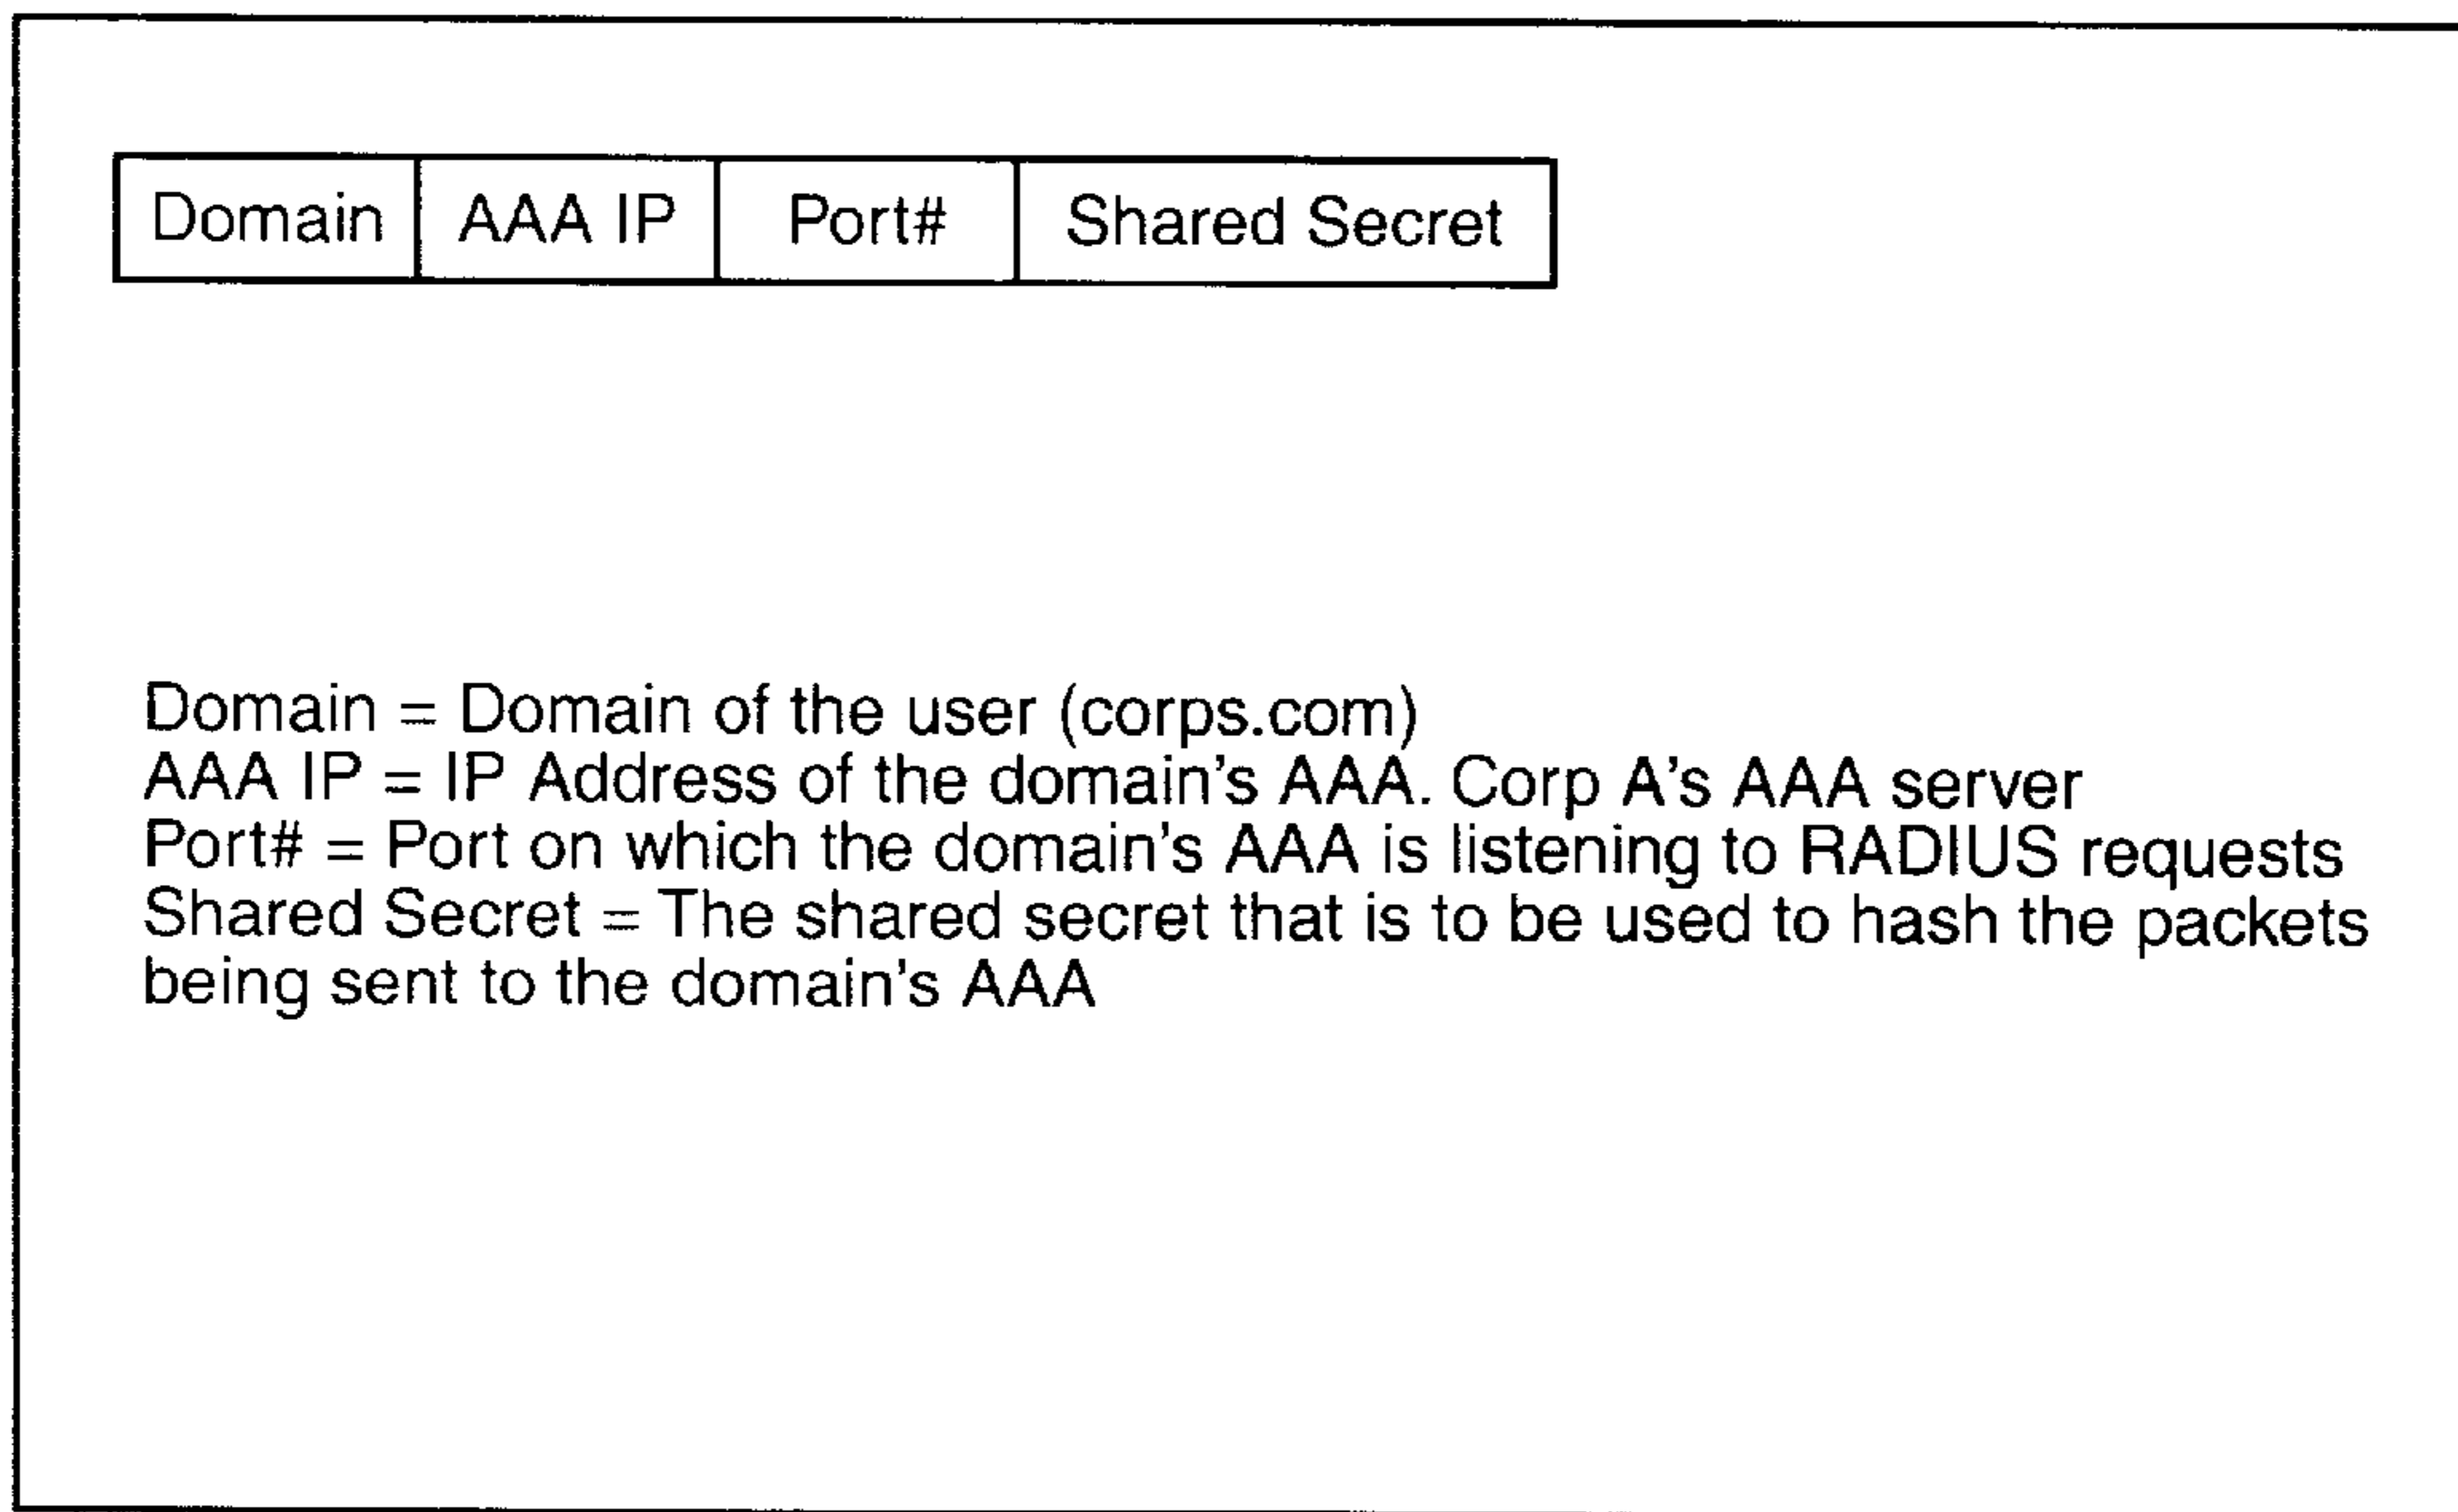 Domain AAA IP Port# Shared Secret
Domain = Domain of the user (corps.com)
AAA IP = IP Address of the domain's AAA. Corp A's AAA server
Port# = Port on which the domain's AAA is listening to RADIUS requests
Shared Secret = The shared secret that is to be used to hash the packets
being sent to the domain's AAA